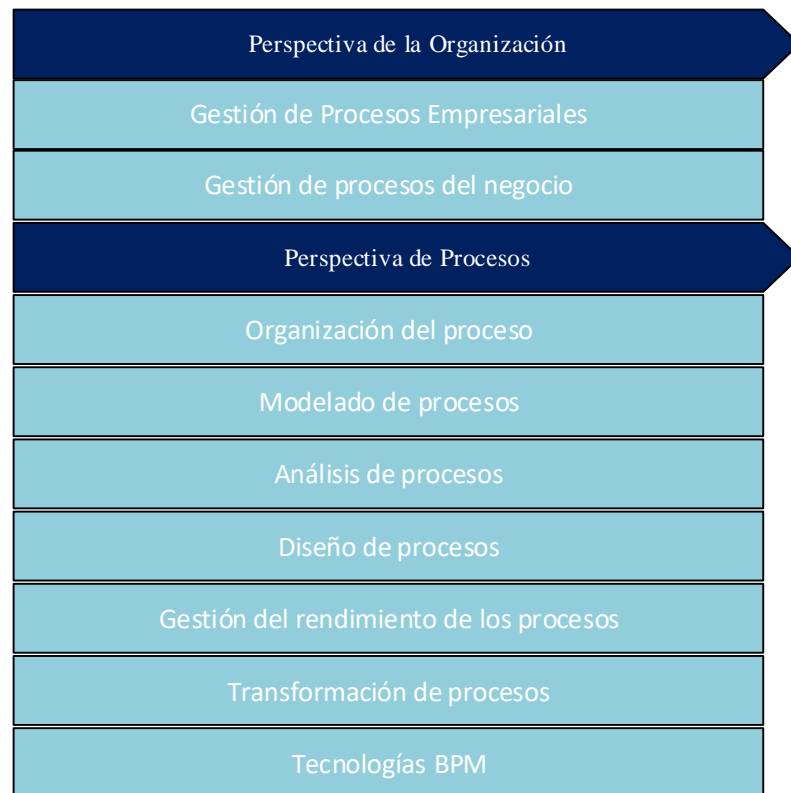 Perspectiva de la Organización
Gestión de Procesos Empresariales
Gestión de procesos del negocio
Perspectiva de Procesos
Organización del proceso
Modelado de procesos
Análisis de procesos
Diseño de procesos
Gestión del rendimiento de los procesos
Transformación de procesos
Tecnologías BPM